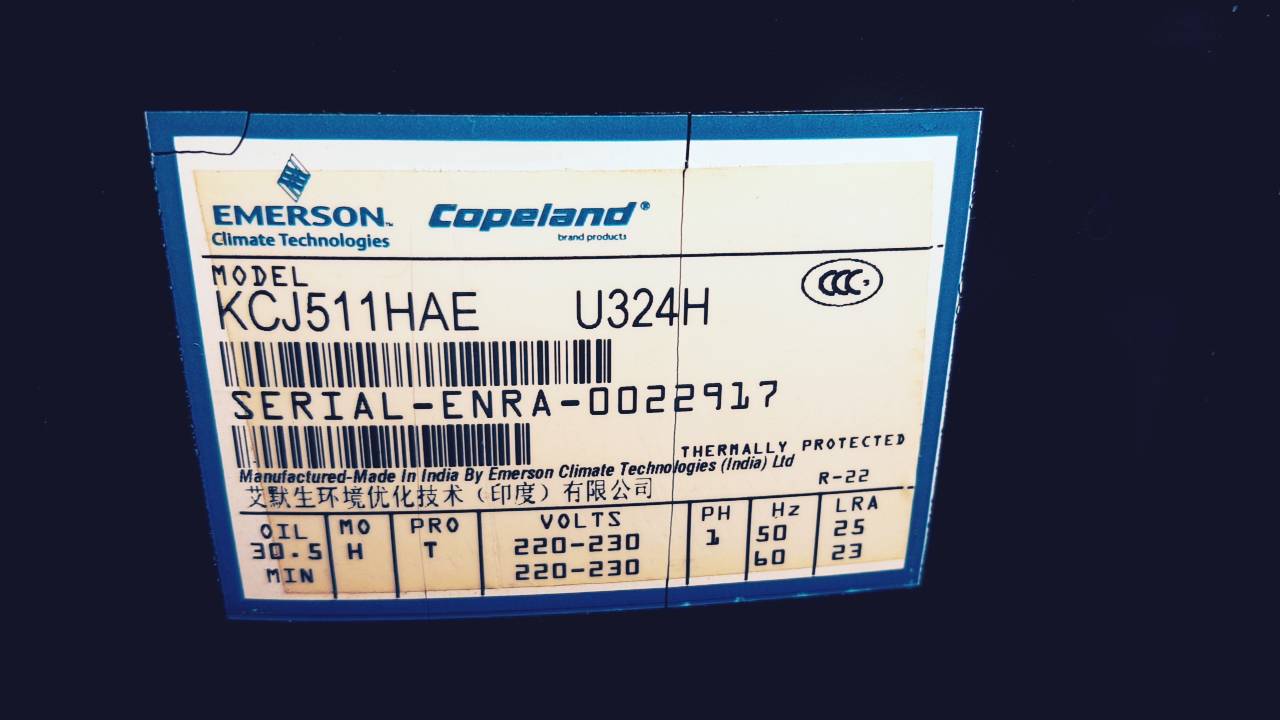 EMERSON™ Copeland®
Climate Technologies brand products
MODEL
KCJ511HAE U324H
CCC S
SERIAL-ENRA-0022917
THERMALLY PROTECTED
Manufactured-Made In India By Emerson Climate Technologies (India) Ltd
艾默生环境优化技术（印度）有限公司
R-22
OIL MO PRO VOLTS PH Hz LRA
30.5 H T 220-230 1 50 25
MIN 220-230 60 23